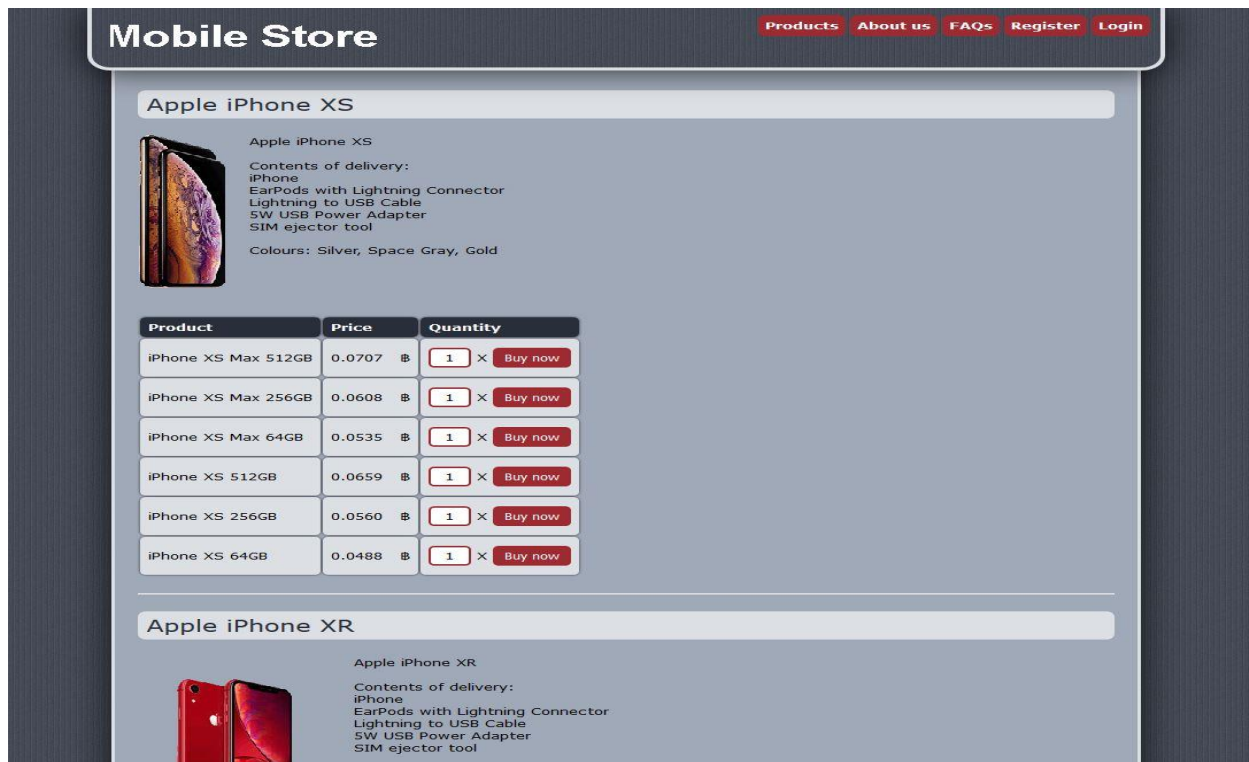 Mobile Store
Products About us FAQs Register Login
Apple iPhone XS
Apple iPhone XS
Contents of delivery:
iPhone
EarPods with Lightning Connector
Lightning to USB Cable
5W USB Power Adapter
SIM ejector tool
Colours: Silver, Space Gray, Gold
Product Price Quantity
iPhone XS Max 512GB 0.0707 ฿ 1 X Buy now
iPhone XS Max 256GB 0.0608 ฿ 1 X Buy now
iPhone XS Max 64GB 0.0535 ฿ 1 X Buy now
iPhone XS 512GB 0.0659 ฿ 1 X Buy now
iPhone XS 256GB 0.0560 ฿ 1 X Buy now
iPhone XS 64GB 0.0488 ฿ 1 X Buy now
Apple iPhone XR
Apple iPhone XR
Contents of delivery:
iPhone
EarPods with Lightning Connector
Lightning to USB Cable
5W USB Power Adapter
SIM ejector tool